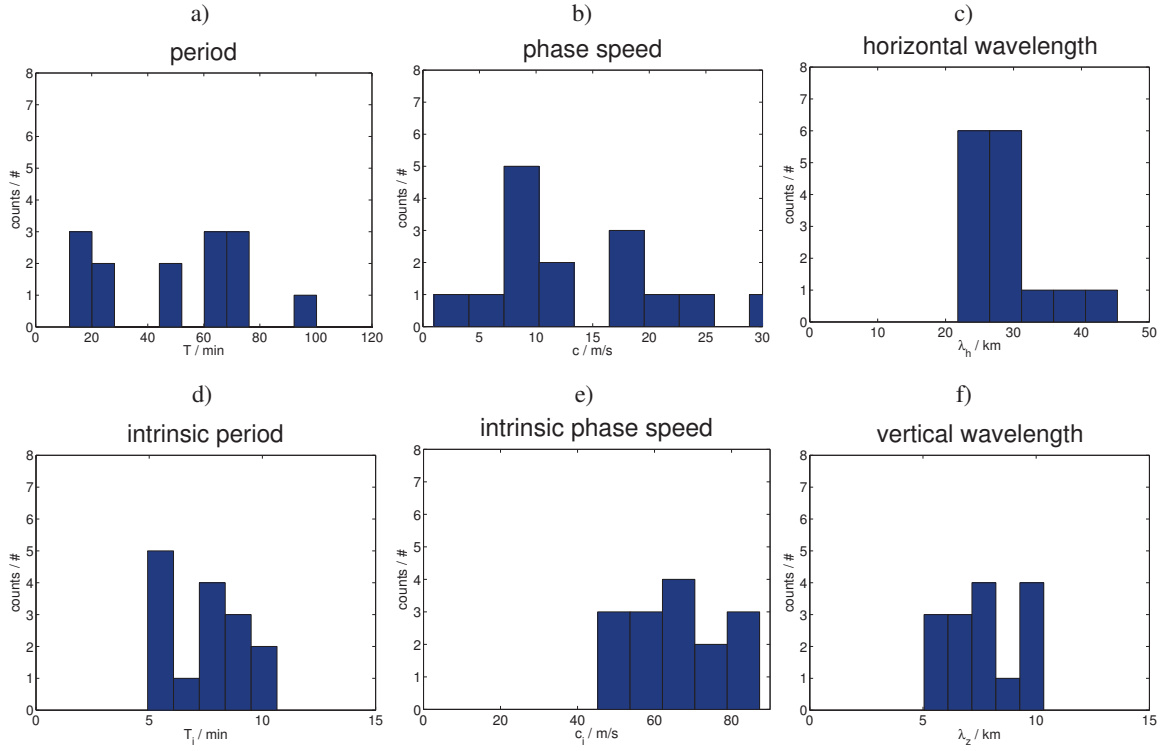 a)
period
8
7
6
5
4
3
2
1
0
counts / #
0 20 40 60 80 100 120
T / min
b)
phase speed
8
7
6
5
4
3
2
1
0
counts / #
0 5 10 15 20 25 30
c / m/s
c)
horizontal wavelength
8
7
6
5
4
3
2
1
0
counts / #
0 10 20 30 40 50
λ_h / km
d)
intrinsic period
8
7
6
5
4
3
2
1
0
counts / #
0 5 10 15
T_i / min
e)
intrinsic phase speed
8
7
6
5
4
3
2
1
0
counts / #
0 20 40 60 80
c_i / m/s
f)
vertical wavelength
8
7
6
5
4
3
2
1
0
counts / #
0 5 10 15
λ_z / km